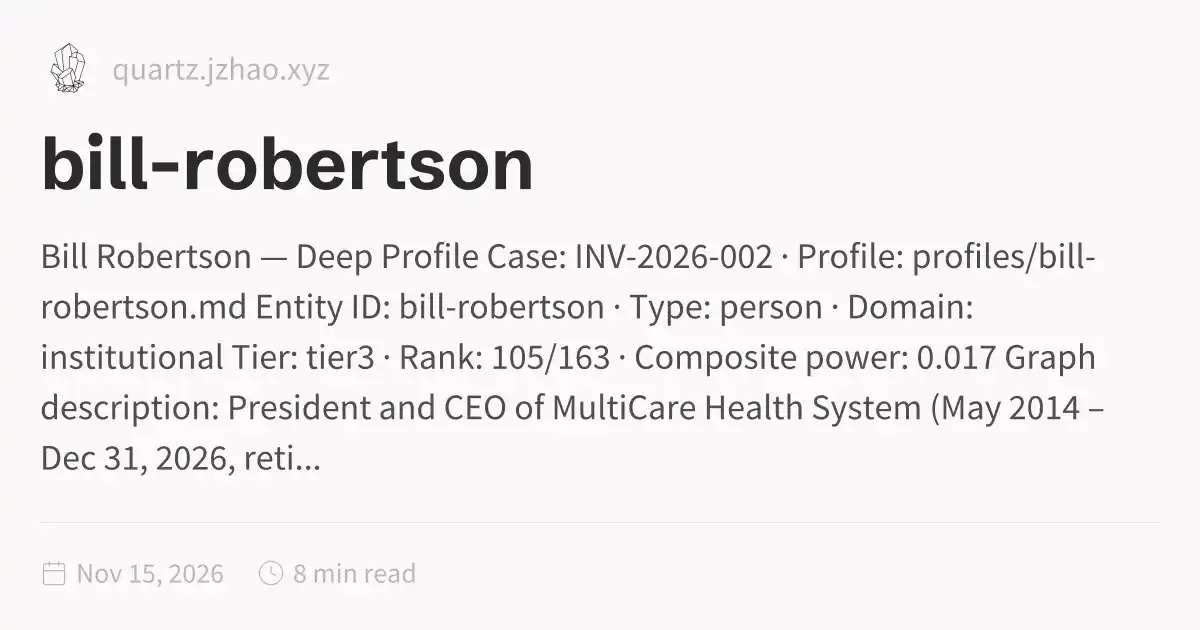 quartz.jzhao.xyz
bill-robertson
Bill Robertson — Deep Profile Case: INV-2026-002 · Profile: profiles/bill-
robertson.md Entity ID: bill-robertson · Type: person · Domain:
institutional Tier: tier3 · Rank: 105/163 · Composite power: 0.017 Graph
description: President and CEO of MultiCare Health System (May 2014 –
Dec 31, 2026, reti...
Nov 15, 2026 8 min read